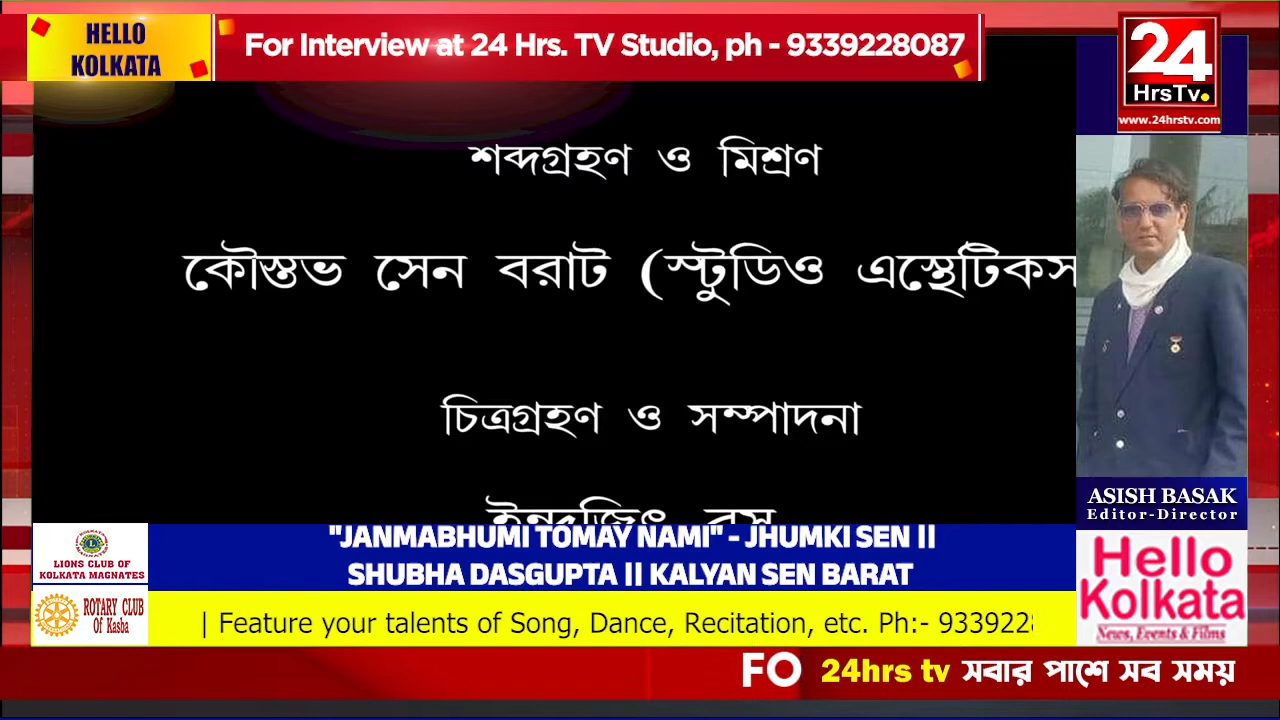 HELLO
KOLKATA
For Interview at 24 Hrs. TV Studio, ph - 9339228087
24
HrsTv.
www.24hrstv.com
শব্দগ্রহণ ও মিশ্রণ
কৌস্তুভ সেন বরাট (স্টুডিও এস্থেটিকস
চিত্রগ্রহণ ও সম্পাদনা
ইন্দ্রজিৎ বসু
ASISH BASAK
Editor-Director
LIONS CLUB OF
KOLKATA MAGNATES
"JANMABHUMI TOMAY NAMI" - JHUMKI SEN ||
SHUBHA DASGUPTA || KALYAN SEN BARAT
ROTARY CLUB
Of Kasba
| Feature your talents of Song, Dance, Recitation, etc. Ph:- 933922
Hello
Kolkata
News, Events & Films
FO 24hrs tv সবার পাশে সব সময়